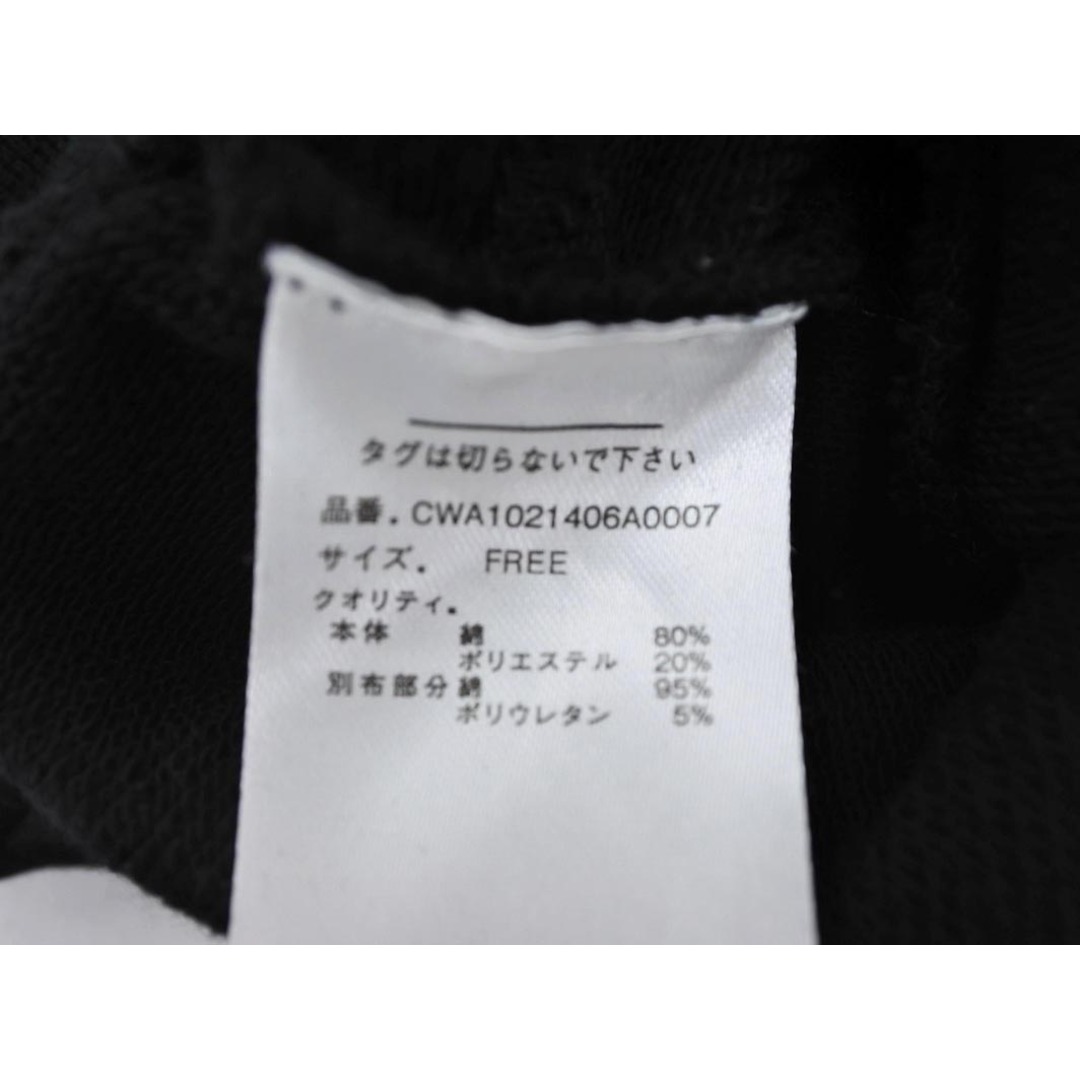 タグは切らないで下さい
品番. CWA1021406A0007
サイズ. FREE
クオリティ.
本体 綿 80%
ポリエステル 20%
別布部分 綿 95%
ポリウレタン 5%